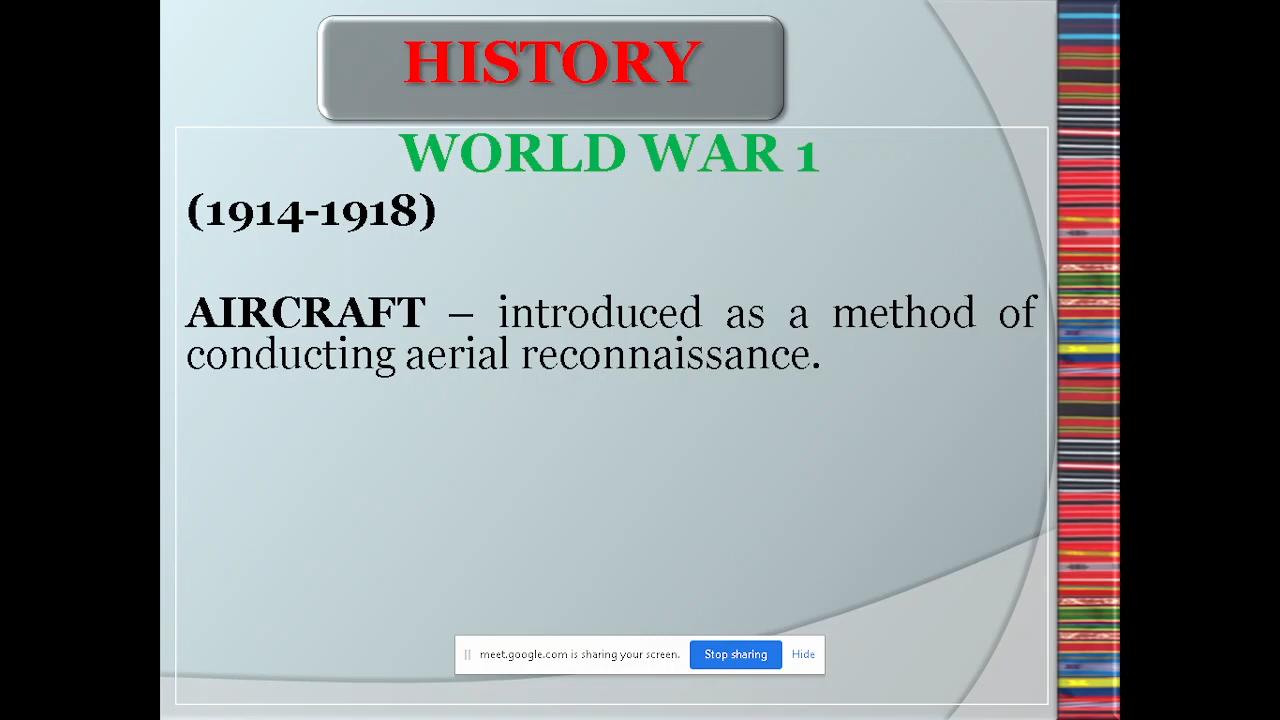 HISTORY
WORLD WAR 1
(1914-1918)
AIRCRAFT – introduced as a method of
conducting aerial reconnaissance.
meet.google.com is sharing your screen. Stop sharing Hide